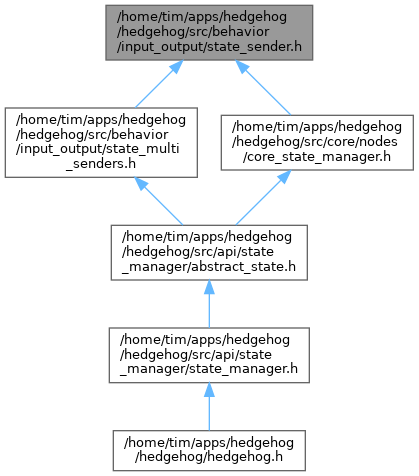 /home/tim/apps/hedgehog
/hedgehog/src/behavior
/input_output/state_sender.h
/home/tim/apps/hedgehog
/hedgehog/src/behavior
/input_output/state_multi
_senders.h
/home/tim/apps/hedgehog
/hedgehog/src/core/nodes
/core_state_manager.h
/home/tim/apps/hedgehog
/hedgehog/src/api/state
_manager/abstract_state.h
/home/tim/apps/hedgehog
/hedgehog/src/api/state
_manager/state_manager.h
/home/tim/apps/hedgehog
/hedgehog/hedgehog.h